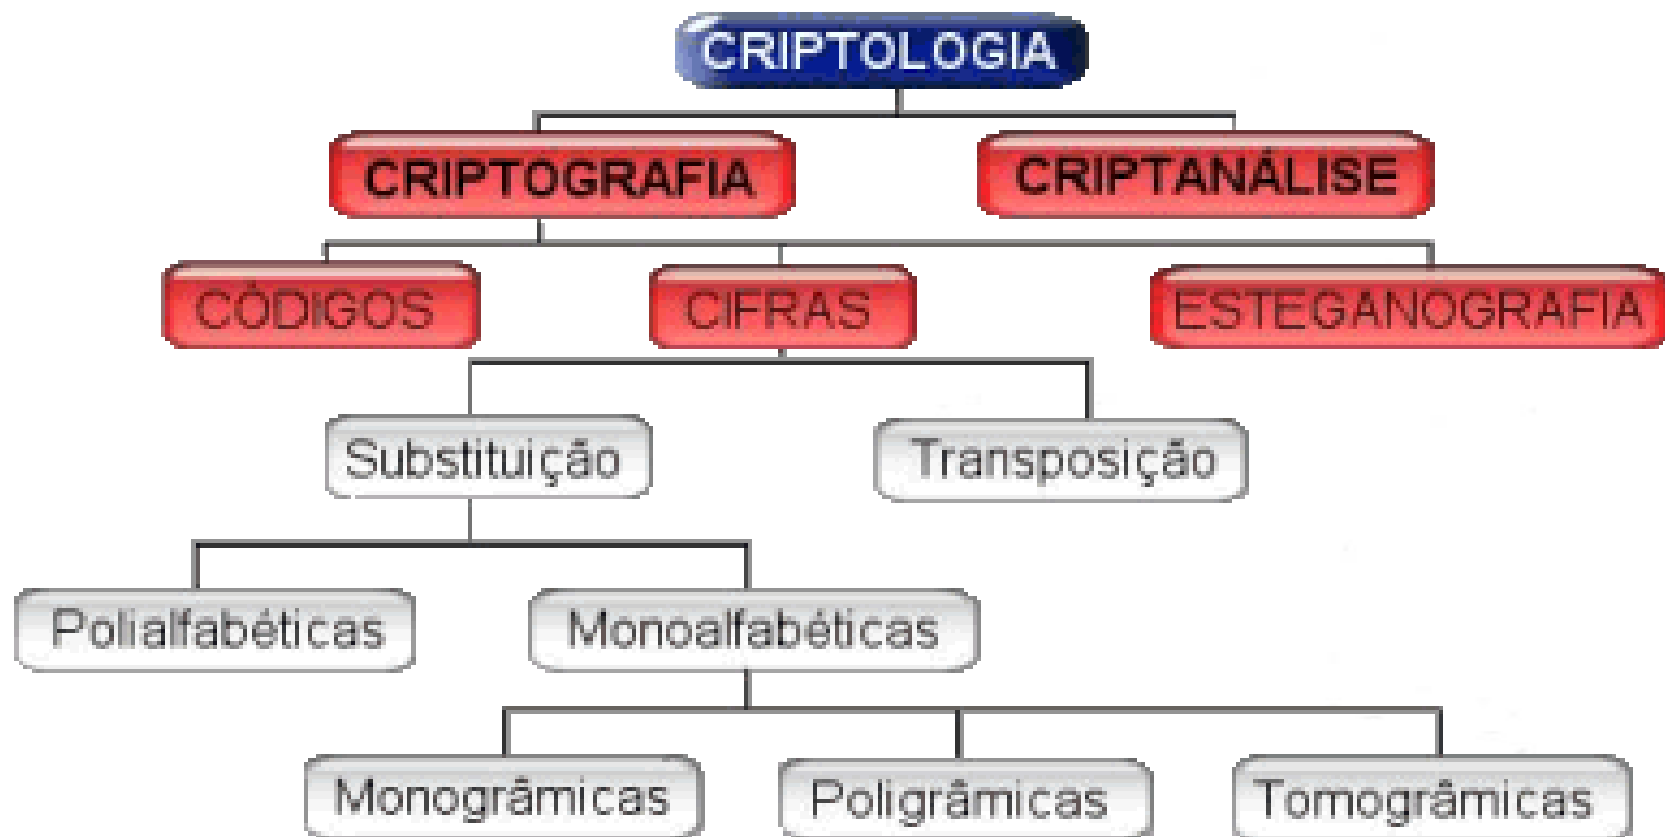 CRIPTOLOGIA
CRIPTOGRAFIA
CRIPTANÁLISE
CÓDIGOS
CIFRAS
ESTEGANOGRAFIA
Substituição
Transposição
Polialfabéticas
Monoalfabéticas
Monogrâmicas
Poligrâmicas
Tomogrâmicas